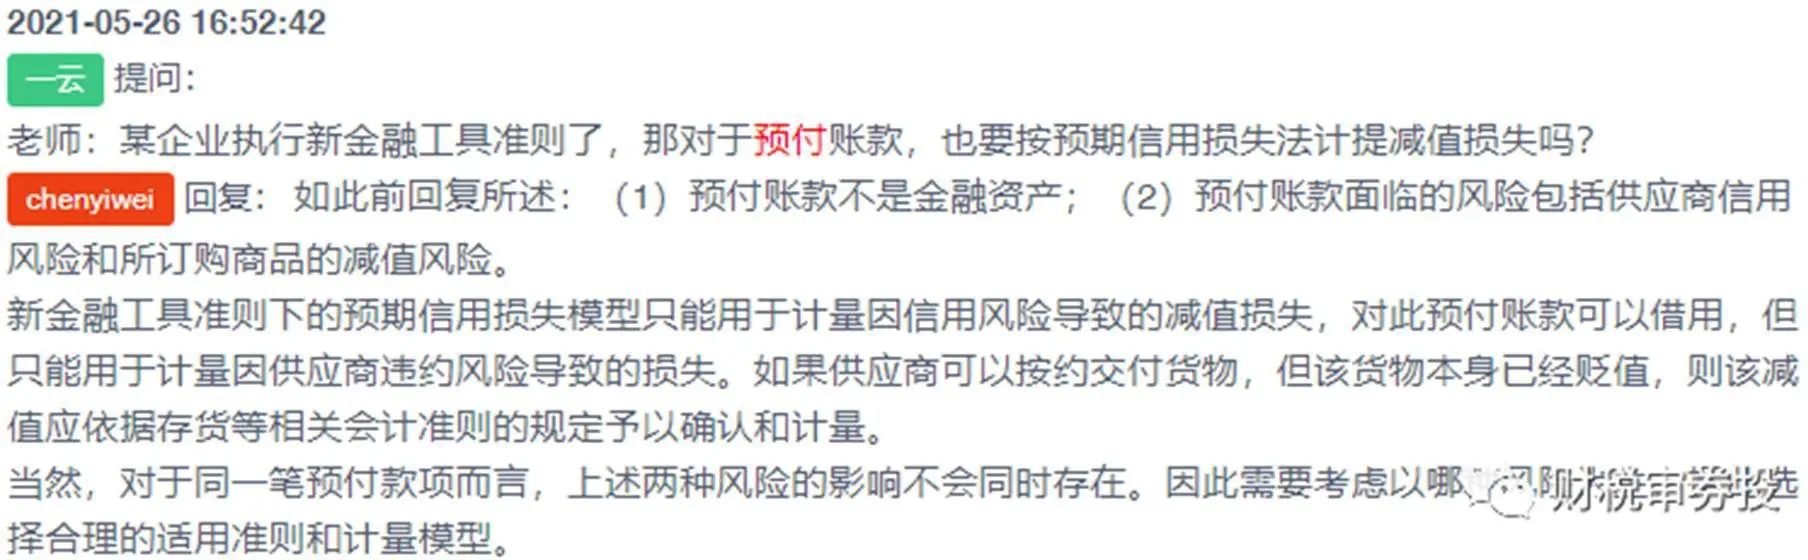 2021-05-26 16:52:42
一云 提问：
老师：某企业执行新金融工具准则了，那对于预付账款，也要按预期信用损失法计提减值损失吗？
chenyiwei 回复： 如此前回复所述：（1）预付账款不是金融资产；（2）预付账款面临的风险包括供应商信用
风险和所订购商品的减值风险。
新金融工具准则下的预期信用损失模型只能用于计量因信用风险导致的减值损失，对此预付账款可以借用，但
只能用于计量因供应商违约风险导致的损失。如果供应商可以按约交付货物，但该货物本身已经贬值，则该减
值应依据存货等相关会计准则的规定予以确认和计量。
当然，对于同一笔预付款项而言，上述两种风险的影响不会同时存在。因此需要考虑以哪种风险 选
择合理的适用准则和计量模型。
财税审券投